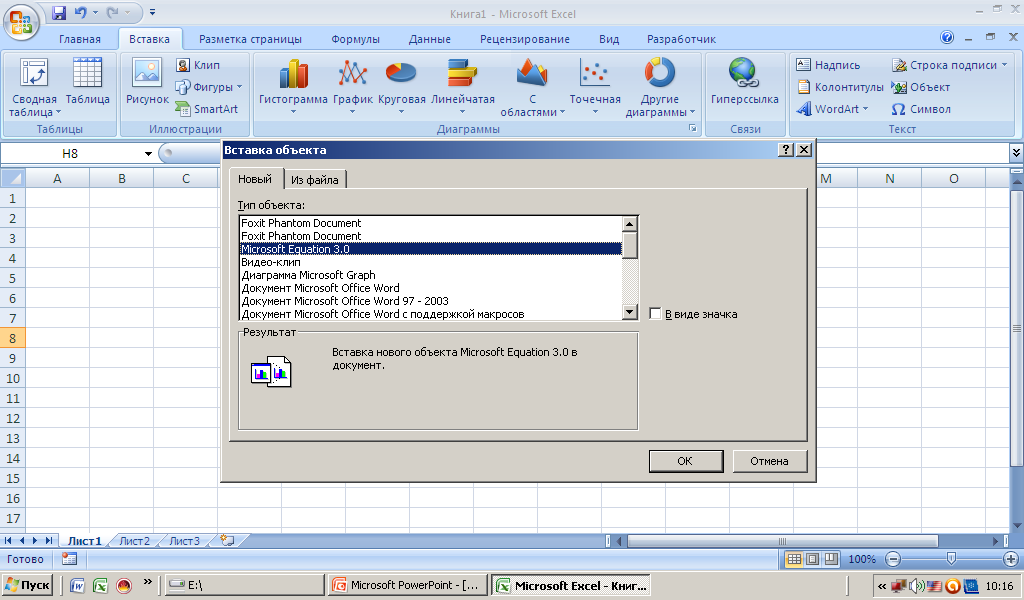 Книга1 - Microsoft Excel
Главная Вставка Разметка страницы Формулы Данные Рецензирование Вид Разработчик
Сводная таблица
Таблица
Таблицы
Рисунок
Клип
Фигуры
SmartArt
Иллюстрации
Гистограмма
График
Круговая
Линейчатая
С областями
Точечная
Другие диаграммы
Диаграммы
Гиперссылка
Связи
Надпись
Колонтитулы
WordArt
Строка подписи
Объект
Символ
Текст
H8
A B C M N O
1
2
3
4
5
6
7
8
9
10
11
12
13
14
15
16
17
Вставка объекта
Новый Из файла
Тип объекта:
Foxit Phantom Document
Foxit Phantom Document
Microsoft Equation 3.0
Видео-клип
Диаграмма Microsoft Graph
Документ Microsoft Office Word
Документ Microsoft Office Word 97 - 2003
Документ Microsoft Office Word с поддержкой макросов
В виде значка
Результат
Вставка нового объекта Microsoft Equation 3.0 в
документ.
ОК Отмена
Лист1 Лист2 Лист3
Готово 100%
Пуск » E:\ Microsoft PowerPoint - [... Microsoft Excel - Книг... « 10:16